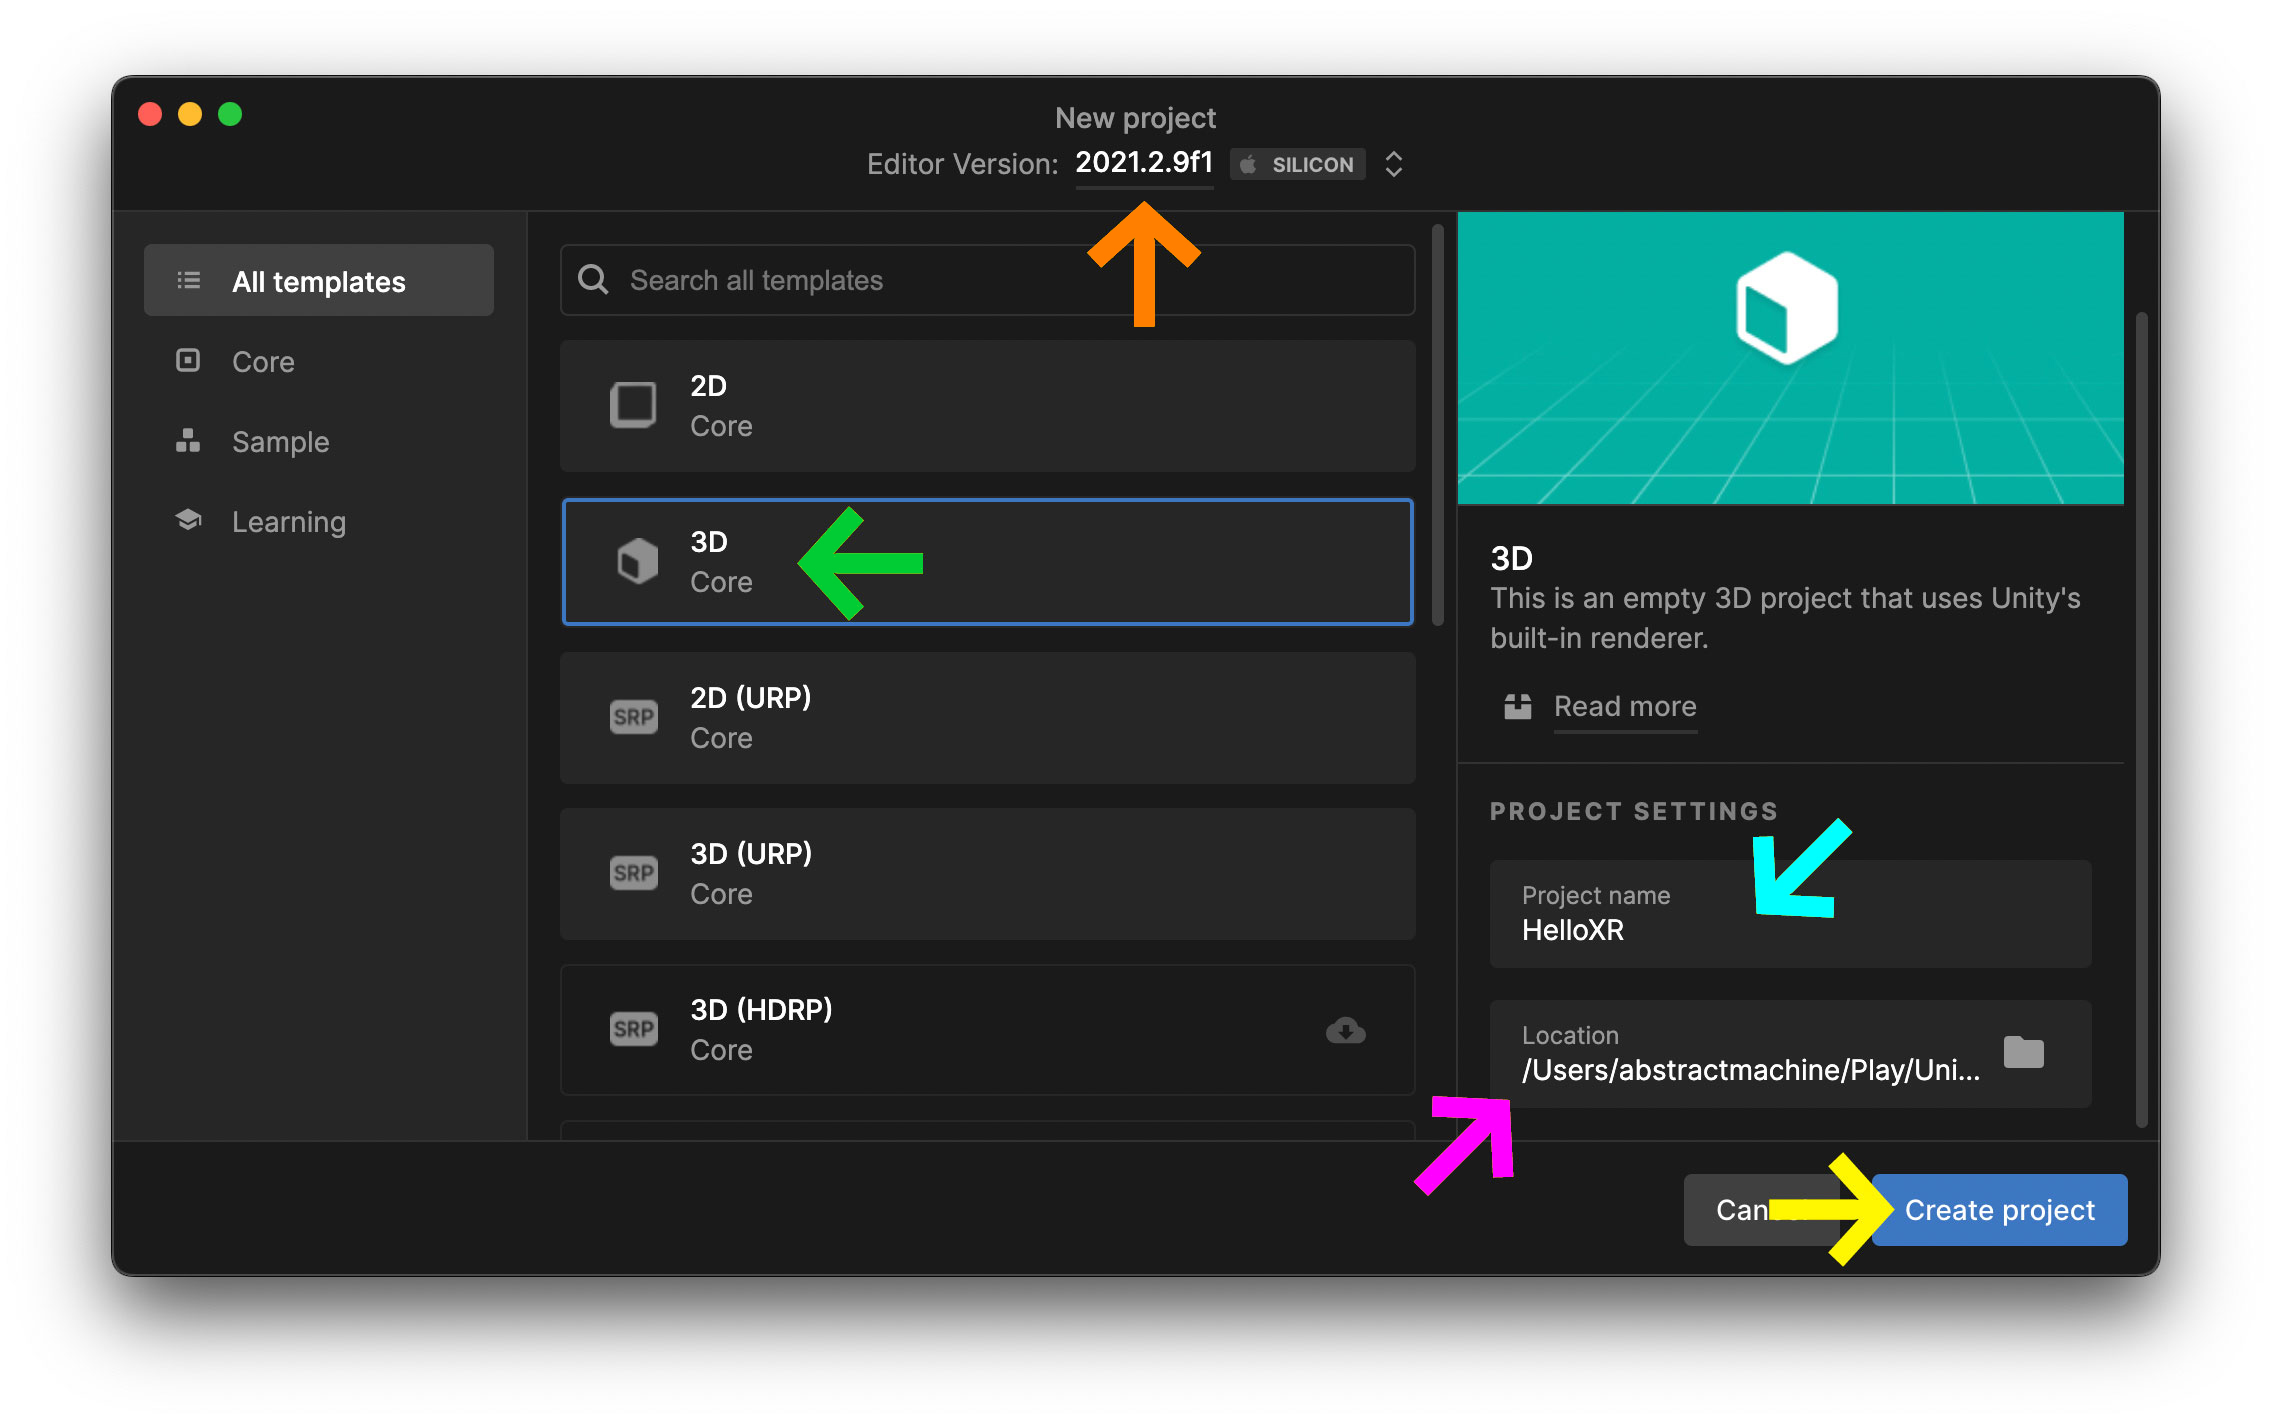 New project
Editor Version: 2021.2.9f1 SILICON
All templates
Core
Sample
Learning
Search all templates
2D
Core
3D
Core
SRP
2D (URP)
Core
SRP
3D (URP)
Core
SRP
3D (HDRP)
Core
3D
This is an empty 3D project that uses Unity's
built-in renderer.
Read more
PROJECT SETTINGS
Project name
HelloXR
Location
/Users/abstractmachine/Play/Uni...
Create project